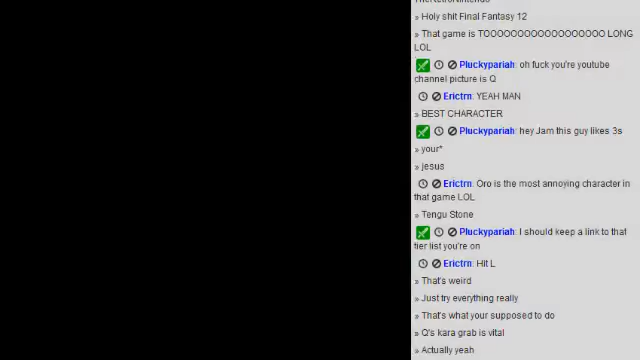 » Holy shit Final Fantasy 12
» That game is TOOOOOOOOOOOOOOOOOO LONG
LOL
Pluckypariah: oh fuck you're youtube
channel picture is Q
Erictrn: YEAH MAN
» BEST CHARACTER
Pluckypariah: hey Jam this guy likes 3s
» your*
» jesus
Erictrn: Oro is the most annoying character in
that game LOL
» Tengu Stone
Pluckypariah: I should keep a link to that
tier list you're on
Erictrn: Hit L
» That's weird
» Just try everything really
» That's what your supposed to do
» Q's kara grab is vital
» Actually yeah